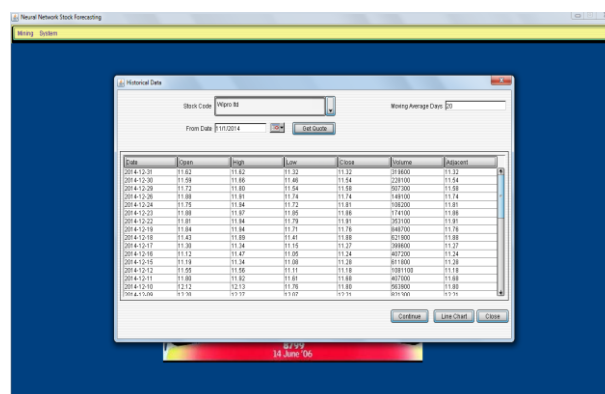 Neural Network Stock Forecasting
Mining System
Historical Data
Stock Code Wipro ltd Moving Average Days 20
From Date 11/1/2014 Get Quote
Date Open High Low Close Volume Adjacent
2014-12-31 11.62 11.62 11.32 11.32 319600 11.32
2014-12-30 11.59 11.66 11.46 11.54 228100 11.54
2014-12-29 11.72 11.80 11.54 11.58 507300 11.58
2014-12-26 11.88 11.91 11.74 11.74 148100 11.74
2014-12-24 11.75 11.94 11.72 11.81 108200 11.81
2014-12-23 11.88 11.97 11.85 11.86 174100 11.86
2014-12-22 11.81 11.94 11.79 11.91 353100 11.91
2014-12-19 11.84 11.94 11.71 11.76 848700 11.76
2014-12-18 11.43 11.89 11.41 11.88 621900 11.88
2014-12-17 11.30 11.34 11.15 11.27 399600 11.27
2014-12-16 11.12 11.47 11.05 11.24 407200 11.24
2014-12-15 11.19 11.34 11.08 11.28 611800 11.28
2014-12-12 11.55 11.56 11.11 11.18 1081100 11.18
2014-12-11 11.80 11.92 11.61 11.68 407000 11.68
2014-12-10 12.12 12.13 11.76 11.80 563900 11.80
2014-12-09
Continue Line Chart Close
14 June '06